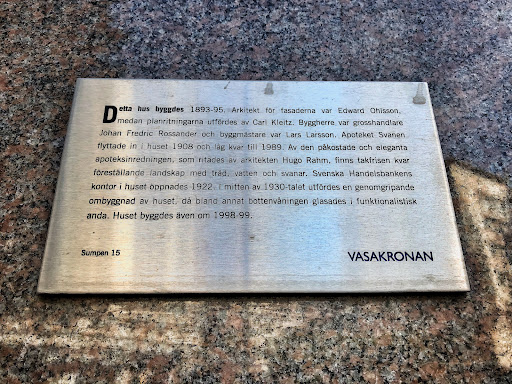 Detta hus byggdes 1893-95. Arkitekt för fasaderna var Edward Ohlsson,
medan planritningarna utfördes av Carl Kleitz. Byggherre var grosshandlare
Johan Fredric Rossander och byggmästare var Lars Larsson. Apoteket Svanen
flyttade in i huset 1908 och låg kvar till 1989. Av den påkostade och eleganta
apoteksinredningen, som ritades av arkitekten Hugo Rahm, finns takfrisen kvar
föreställande landskap med träd, vatten och svanar. Svenska Handelsbankens
kontor i huset öppnades 1922. I mitten av 1930-talet utfördes en genomgripande
ombyggnad av huset, då bland annat bottenvåningen glasades i funktionalistisk
anda. Huset byggdes även om 1998-99.
Sumpen 15
VASAKRONAN